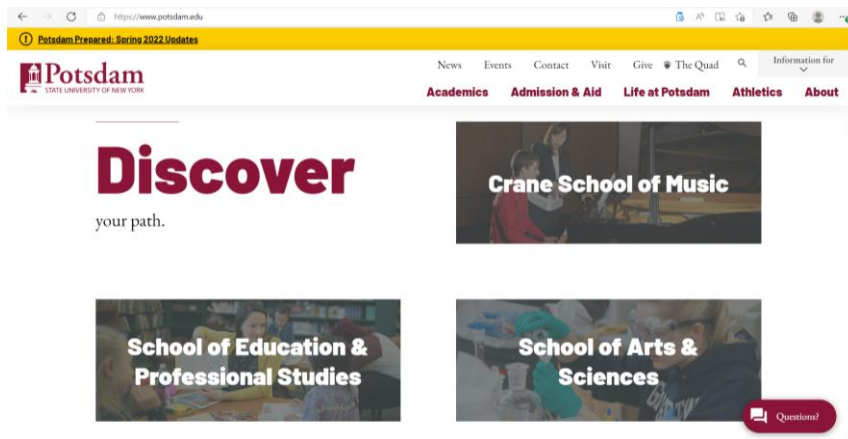 https://www.potsdam.edu
Potsdam Prepared: Spring 2022 Updates
Potsdam
STATE UNIVERSITY OF NEW YORK
News Events Contact Visit Give The Quad Information for
Academics Admission & Aid Life at Potsdam Athletics About
Discover
your path.
Crane School of Music
School of Education &
Professional Studies
School of Arts &
Sciences
Questions?